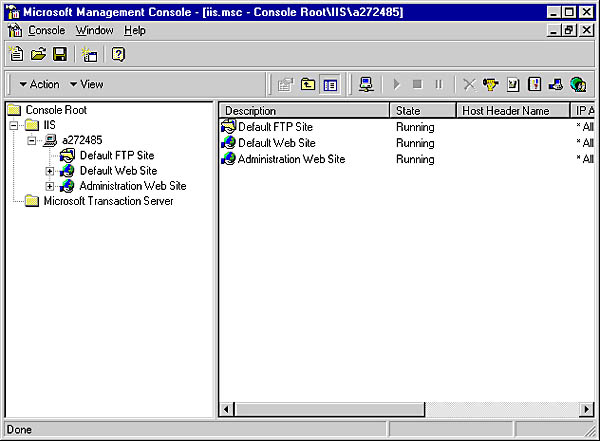 Microsoft Management Console - [iis.msc - Console Root\IIS\a272485]
Console Window Help
Action View
Console Root
IIS
a272485
Default FTP Site
Default Web Site
Administration Web Site
Microsoft Transaction Server
Description State Host Header Name IP A
Default FTP Site Running * All
Default Web Site Running * All
Administration Web Site Running * All
Done